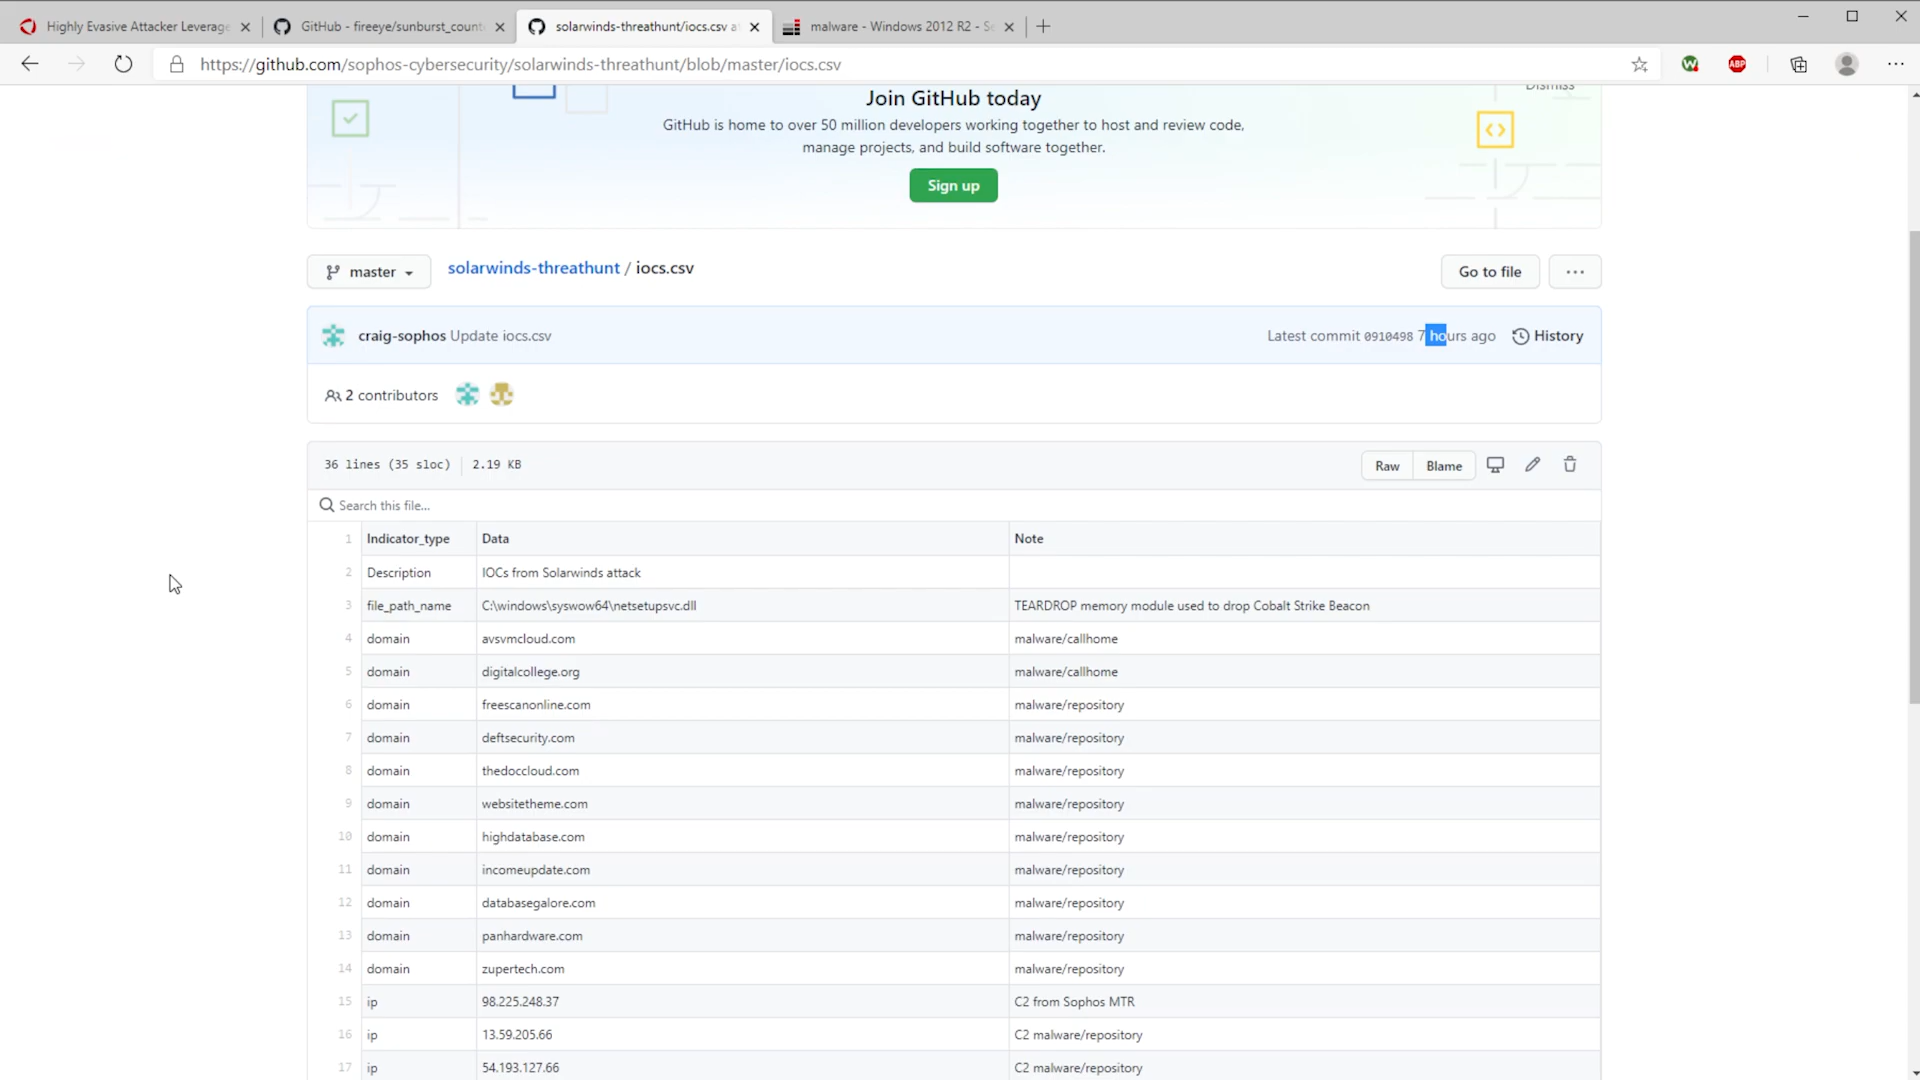 Highly Evasive Attacker Leverage
GitHub - fireeye/sunburst_count
solarwinds-threathunt/iocs.csv a
malware - Windows 2012 R2 - Se
https://github.com/sophos-cybersecurity/solarwinds-threathunt/blob/master/iocs.csv
ABP
Dismiss
Join GitHub today
GitHub is home to over 50 million developers working together to host and review code,
manage projects, and build software together.
Sign up
master
solarwinds-threathunt / iocs.csv
Go to file
craig-sophos Update iocs.csv
Latest commit 0910498 7 hours ago
History
2 contributors
36 lines (35 sloc) 2.19 KB
Raw
Blame
Search this file...
1 Indicator_type Data Note
2 Description IOCs from Solarwinds attack
3 file_path_name C:\windows\syswow64\netsetupsvc.dll TEARDROP memory module used to drop Cobalt Strike Beacon
4 domain avsvmcloud.com malware/callhome
5 domain digitalcollege.org malware/callhome
6 domain freescanonline.com malware/repository
7 domain deftsecurity.com malware/repository
8 domain thedoccloud.com malware/repository
9 domain websitetheme.com malware/repository
10 domain highdatabase.com malware/repository
11 domain incomeupdate.com malware/repository
12 domain databasegalore.com malware/repository
13 domain panhardware.com malware/repository
14 domain zupertech.com malware/repository
15 ip 98.225.248.37 C2 from Sophos MTR
16 ip 13.59.205.66 C2 malware/repository
17 ip 54.193.127.66 C2 malware/repository